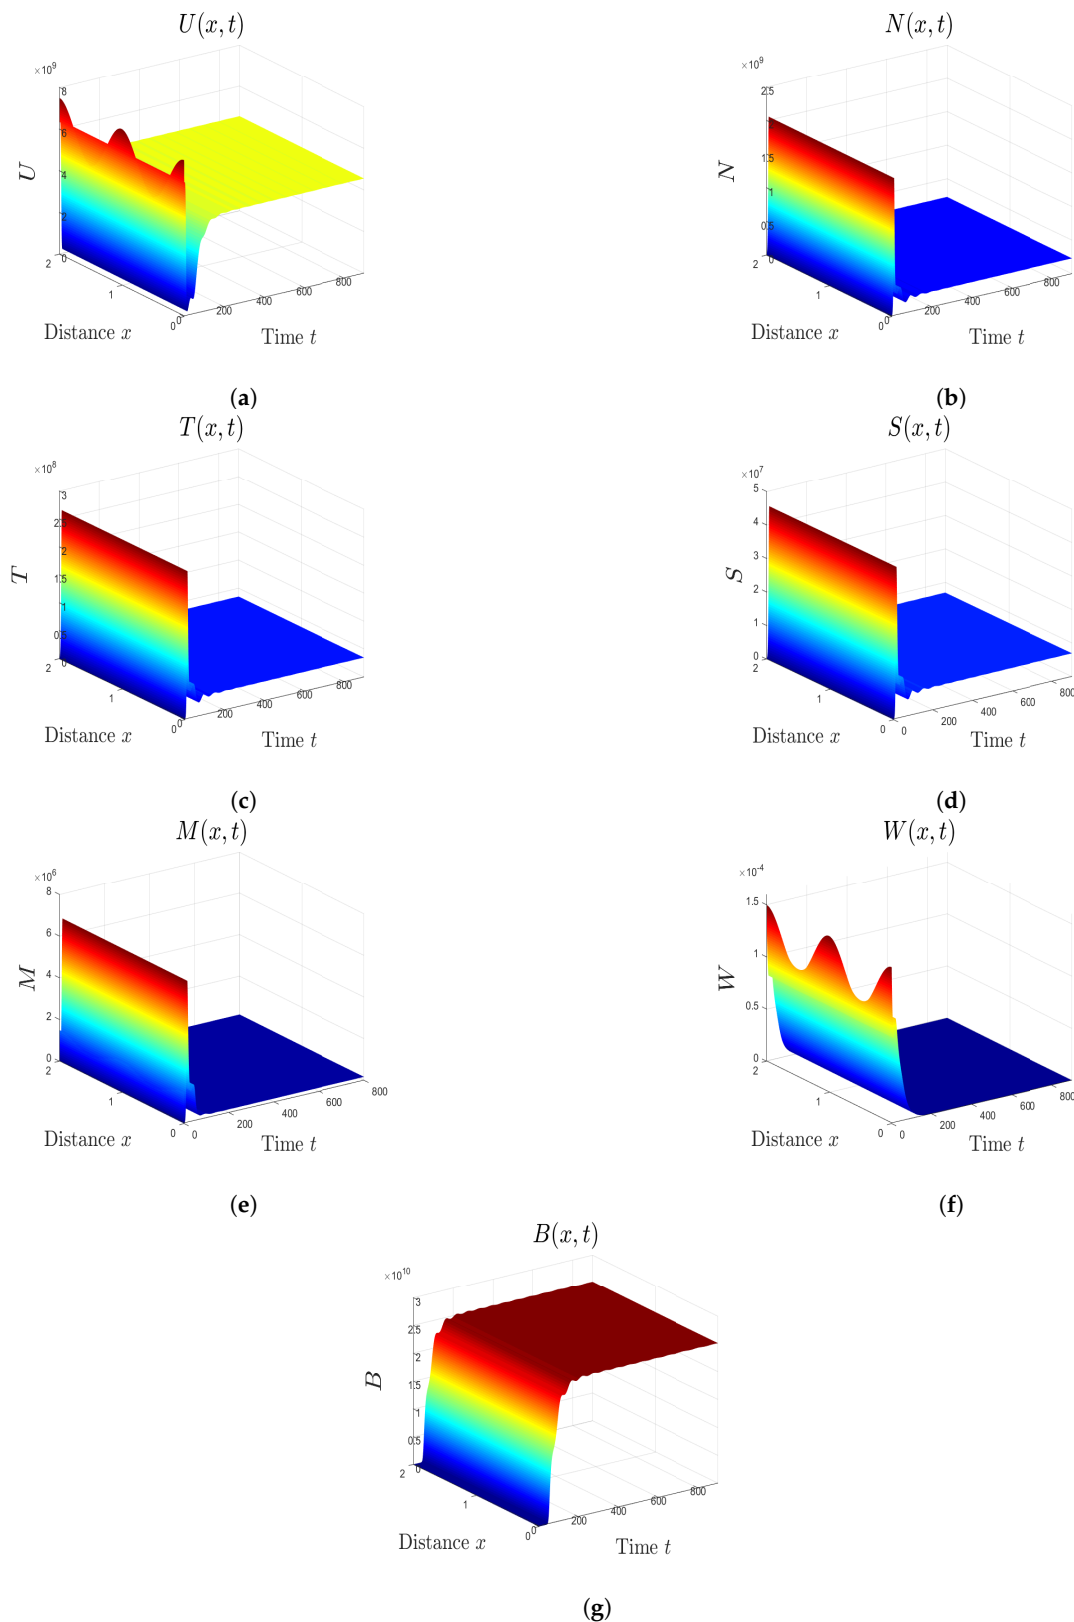 U(x,t)
×10⁹
8
6
4
2
0
U
2
1
0
Distance x
0
200
400
600
800
Time t
(a)
N(x,t)
×10⁹
2.5
2
1.5
1
0.5
0
N
2
1
0
Distance x
0
200
400
600
800
Time t
(b)
T(x,t)
×10⁸
3
2.5
2
1.5
1
0.5
0
T
2
1
0
Distance x
0
200
400
600
800
Time t
(c)
S(x,t)
×10⁷
5
4
3
2
1
0
S
2
1
0
Distance x
0
200
400
600
800
Time t
(d)
M(x,t)
×10⁶
8
6
4
2
0
M
2
1
0
Distance x
0
200
400
600
800
Time t
(e)
W(x,t)
×10⁻⁴
1.5
1
0.5
0
W
2
1
0
Distance x
0
200
400
600
800
Time t
(f)
B(x,t)
×10¹⁰
3
2.5
2
1.5
1
0.5
0
B
2
1
0
Distance x
0
200
400
600
800
Time t
(g)